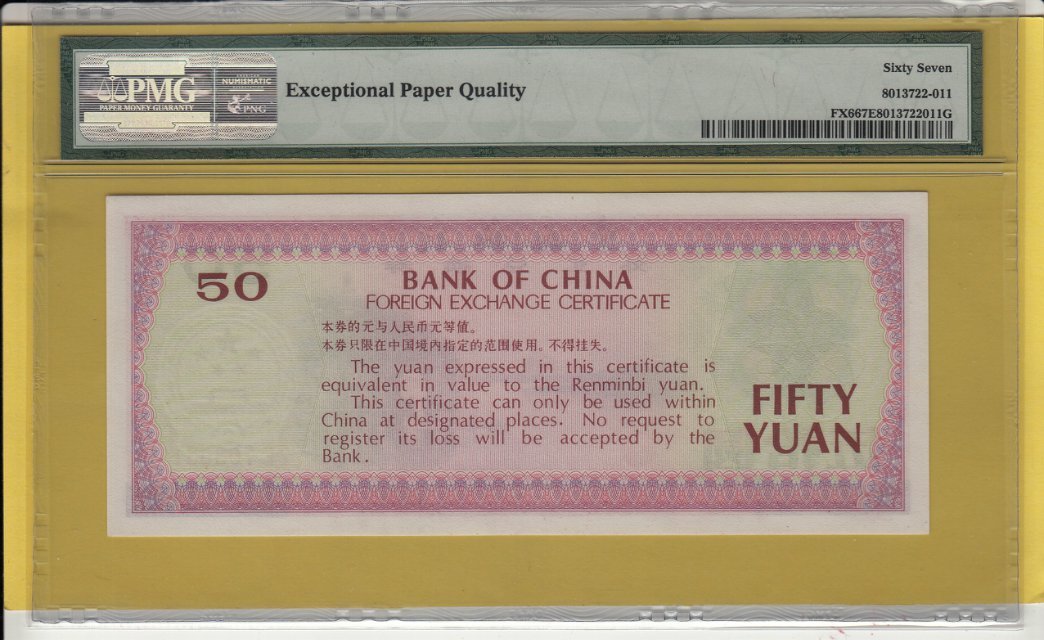 PMG
PAPER MONEY GUARANTY
NUMISMATIC
PNG
Exceptional Paper Quality
Sixty Seven
8013722-011
FX667E8013722011G
50
BANK OF CHINA
FOREIGN EXCHANGE CERTIFICATE
本券的元与人民币元等值。
本券只限在中国境内指定的范围使用。不得挂失。
The yuan expressed in this certificate is
equivalent in value to the Renminbi yuan.
This certificate can only be used within
China at designated places. No request to
register its loss will be accepted by the
Bank.
FIFTY
YUAN